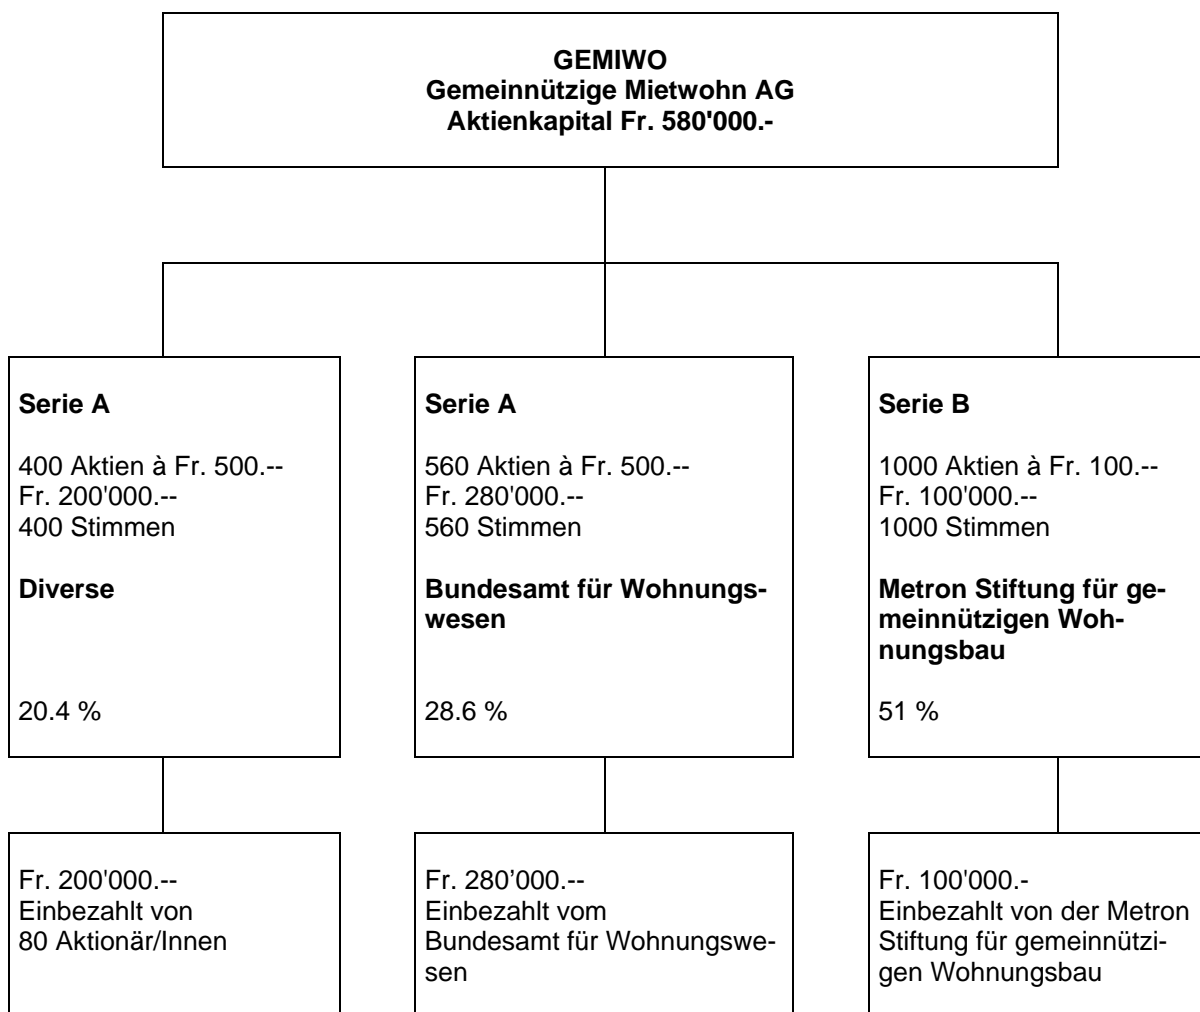 GEMIWO
Gemeinnützige Mietwohn AG
Aktienkapital Fr. 580'000.-
Serie A
400 Aktien à Fr. 500.--
Fr. 200'000.--
400 Stimmen
Diverse
20.4 %
Serie A
560 Aktien à Fr. 500.--
Fr. 280'000.--
560 Stimmen
Bundesamt für Wohnungs-
wesen
28.6 %
Serie B
1000 Aktien à Fr. 100.--
Fr. 100'000.--
1000 Stimmen
Metron Stiftung für ge-
meinnützigen Woh-
nungsbau
51 %
Fr. 200'000.--
Einbezahlt von
80 Aktionär/Innen
Fr. 280’000.--
Einbezahlt vom
Bundesamt für Wohnungswe-
sen
Fr. 100'000.-
Einbezahlt von der Metron
Stiftung für gemeinnützi-
gen Wohnungsbau